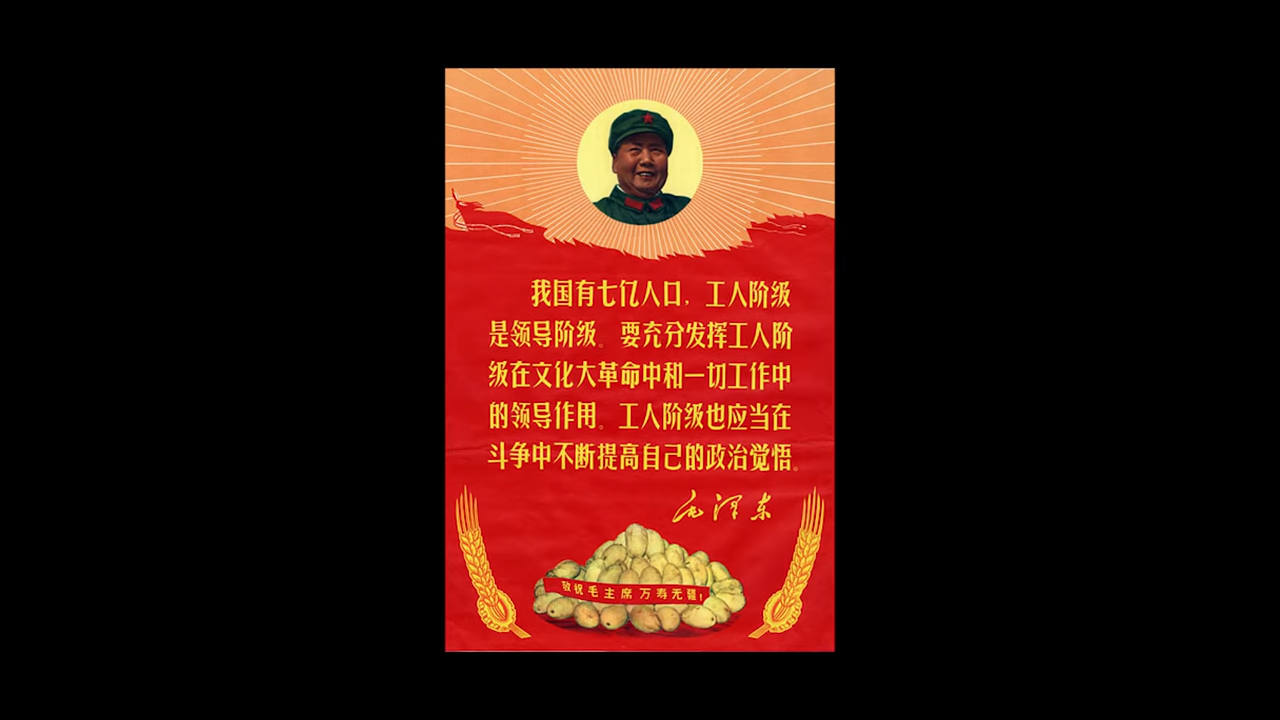 我国有七亿人口，工人阶级
是领导阶级。要充分发挥工人阶
级在文化大革命中和一切工作中
的领导作用。工人阶级也应当在
斗争中不断提高自己的政治觉悟。
毛泽东
敬祝毛主席万寿无疆！